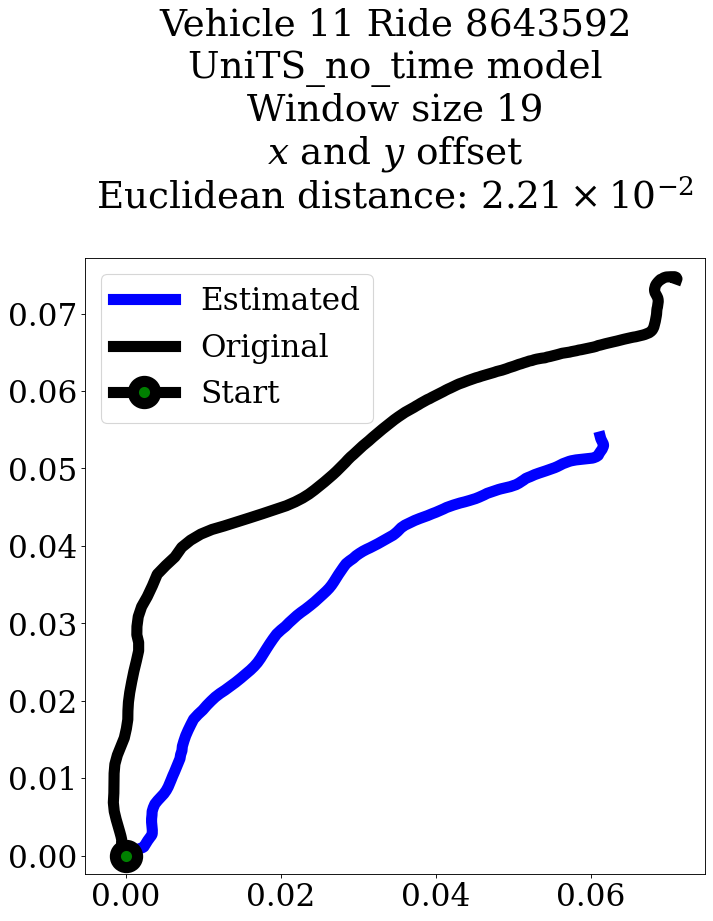 Vehicle 11 Ride 8643592
UniTS_no_time model
Window size 19
x and y offset
Euclidean distance: 2.21 × 10⁻²
Estimated
Original
Start
0.07
0.06
0.05
0.04
0.03
0.02
0.01
0.00
0.00 0.02 0.04 0.06